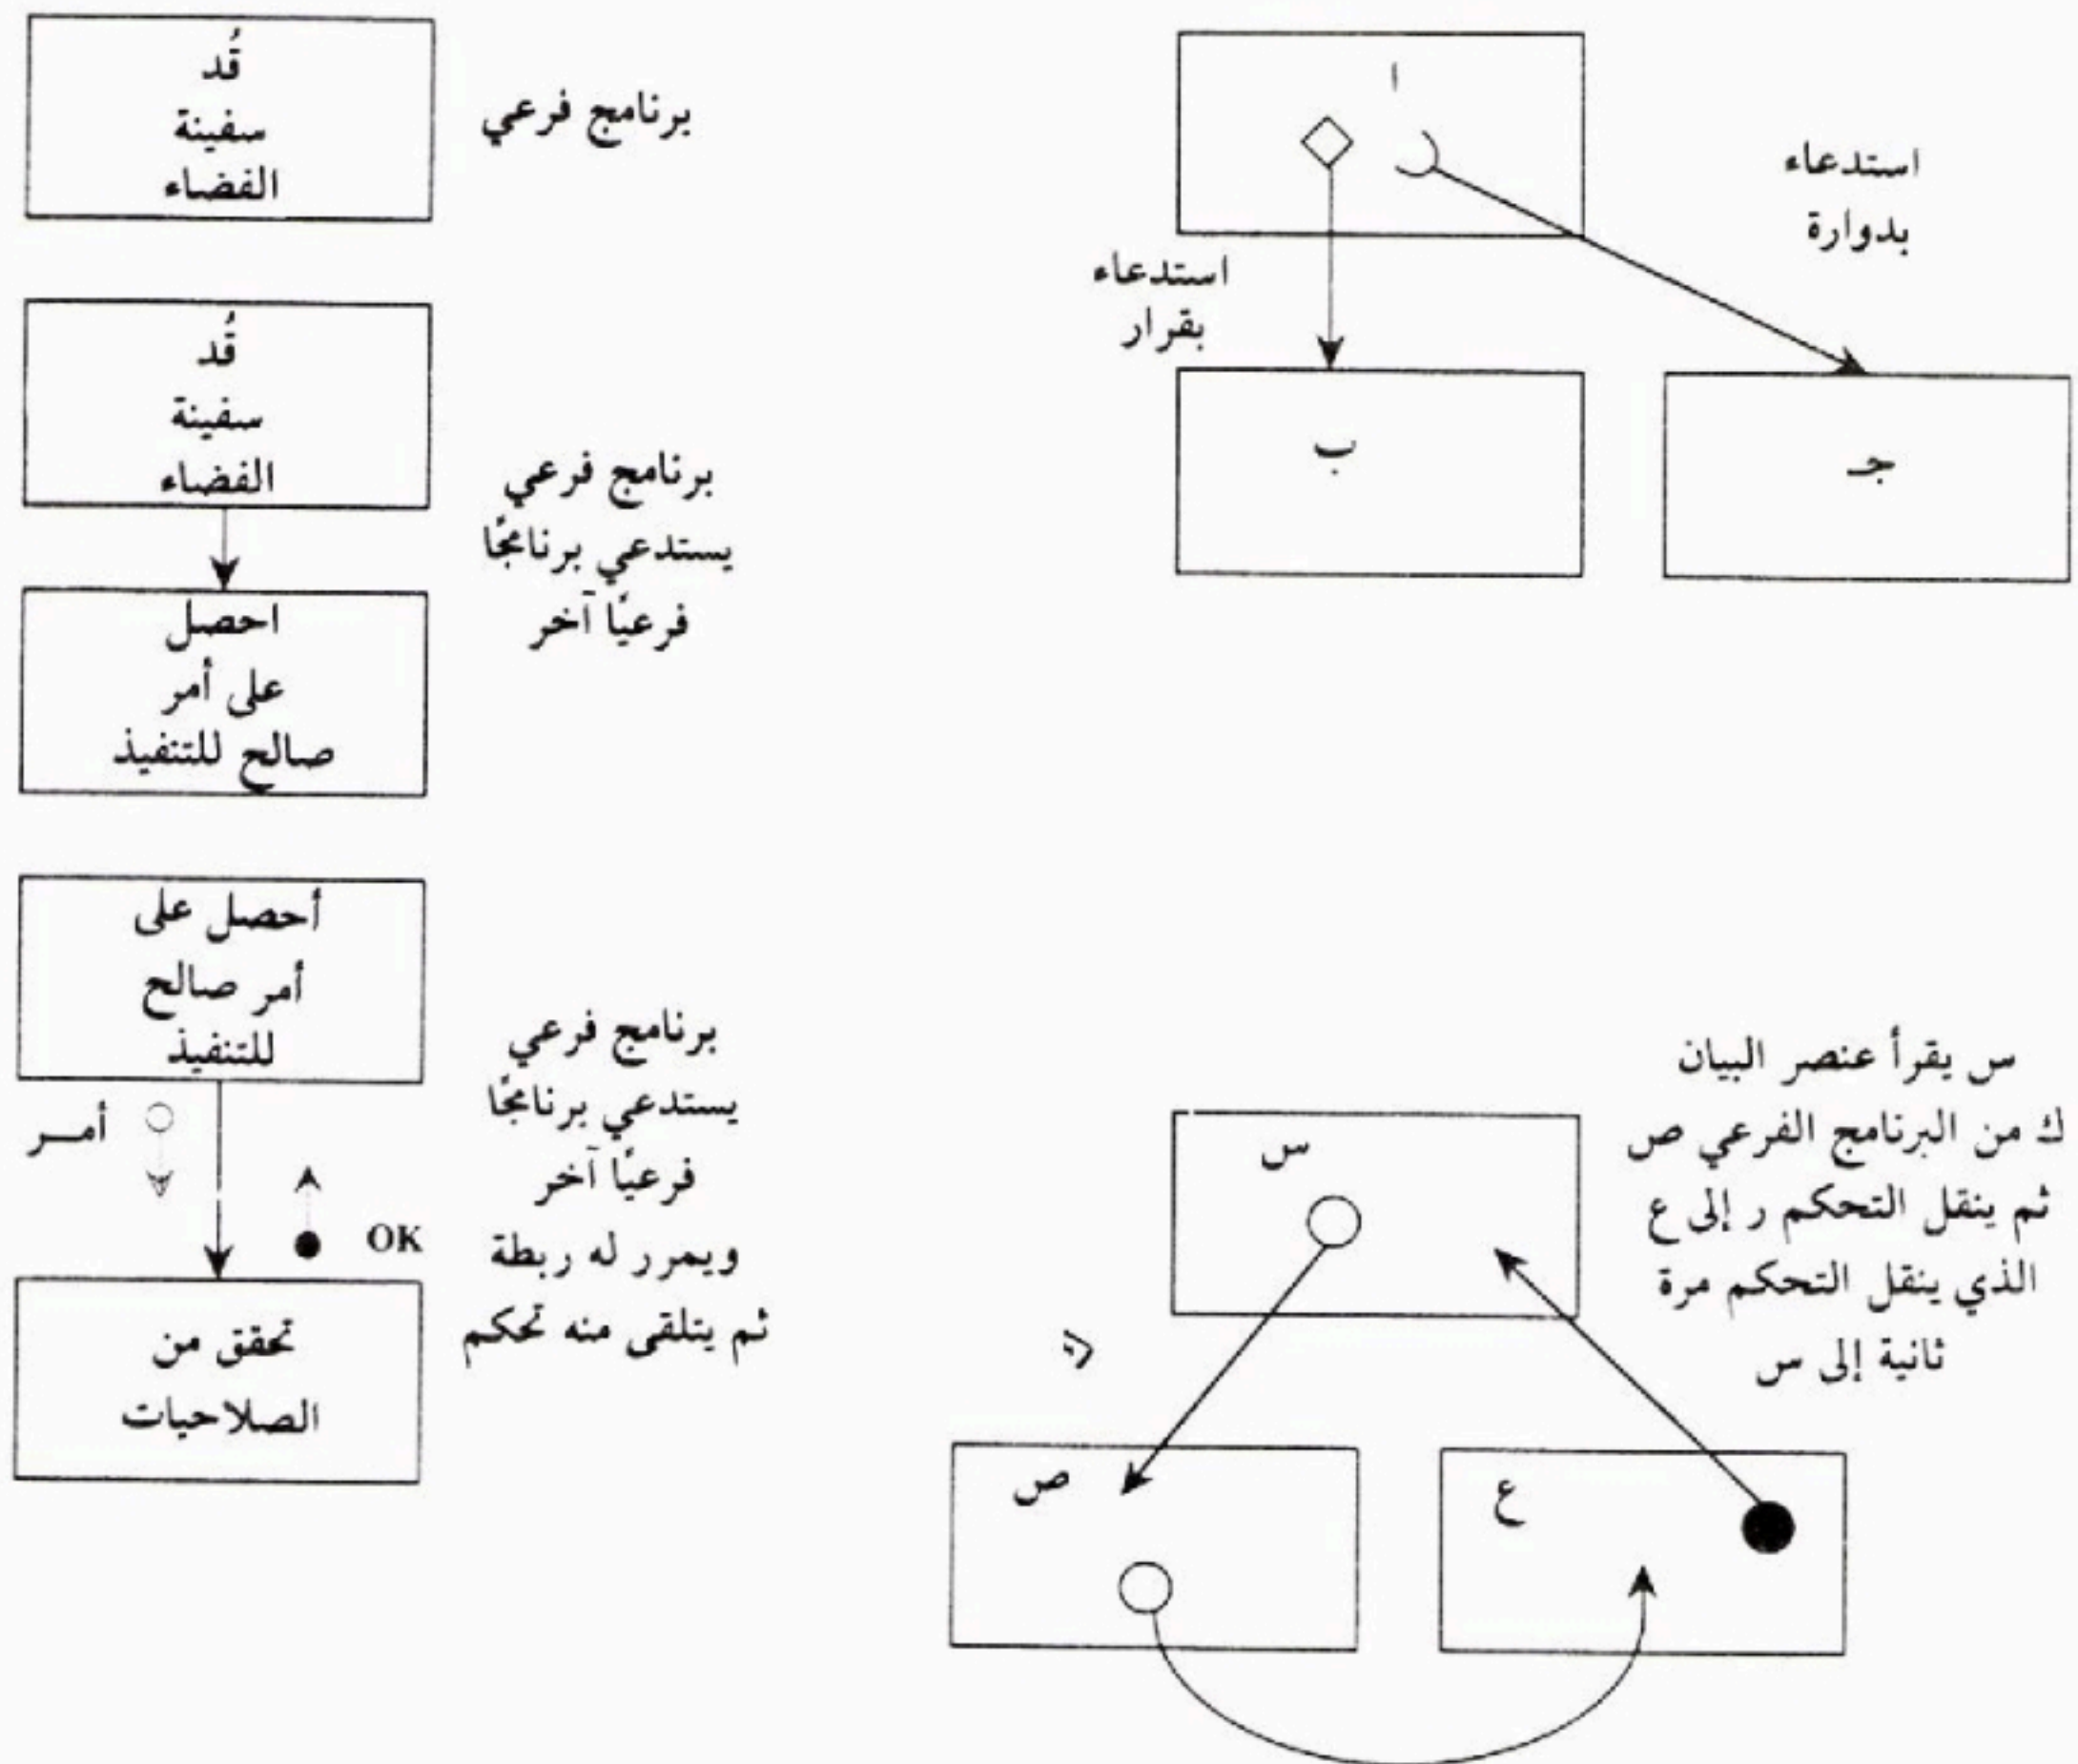 قُد
سفينة
الفضاء
برنامج فرعي
قُد
سفينة
الفضاء
برنامج فرعي
يستدعي برنامجًا
فرعيًا آخر
احصل
على أمر
صالح للتنفيذ
أحصل على
أمر صالح
للتنفيذ
أمـر
OK
برنامج فرعي
يستدعي برنامجًا
فرعيًا آخر
ويمرر له ربطة
ثم يتلقى منه تحكم
تحقق من
الصلاحيات
ا
استدعاء
بدوارة
استدعاء
بقرار
ب
جـ
س يقرأ عنصر البيان
ك من البرنامج الفرعي ص
ثم ينقل التحكم ر إلى ع
الذي ينقل التحكم مرة
ثانية إلى س
س
ك
ص
ع